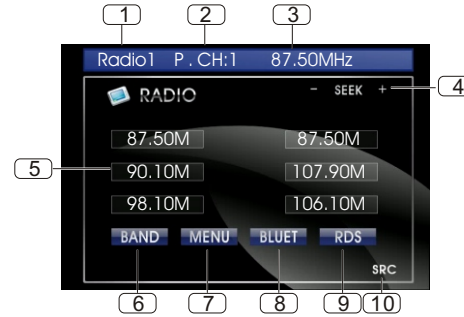 1 2 3
Radio1 P . CH:1 87.50MHz
RADIO - SEEK + 4
87.50M 87.50M
5 90.10M 107.90M
98.10M 106.10M
BAND MENU BLUET RDS
SRC
6 7 8 9 10